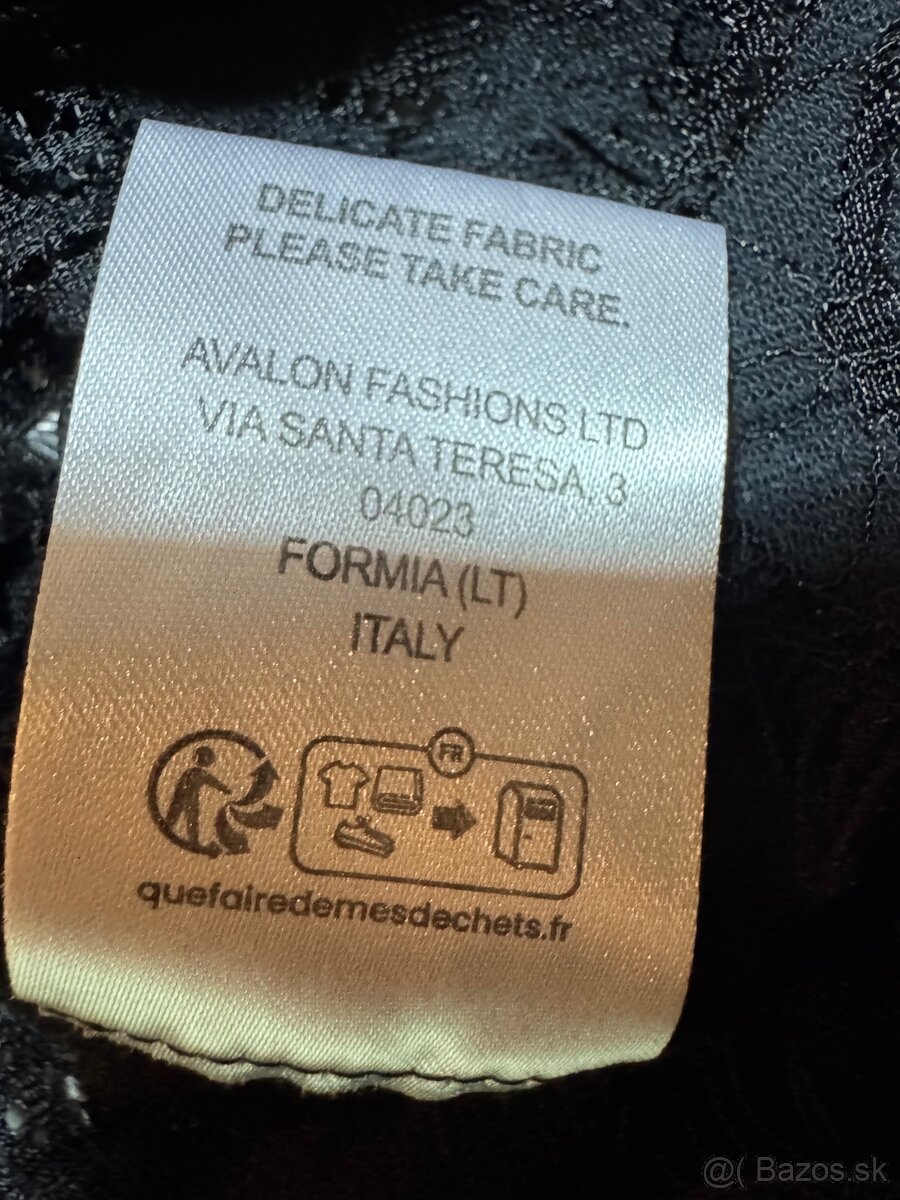 DELICATE FABRIC
PLEASE TAKE CARE.
AVALON FASHIONS LTD
VIA SANTA TERESA, 3
04023
FORMIA (LT)
ITALY
FR
quefairedemesdechets.fr
@( Bazos.sk